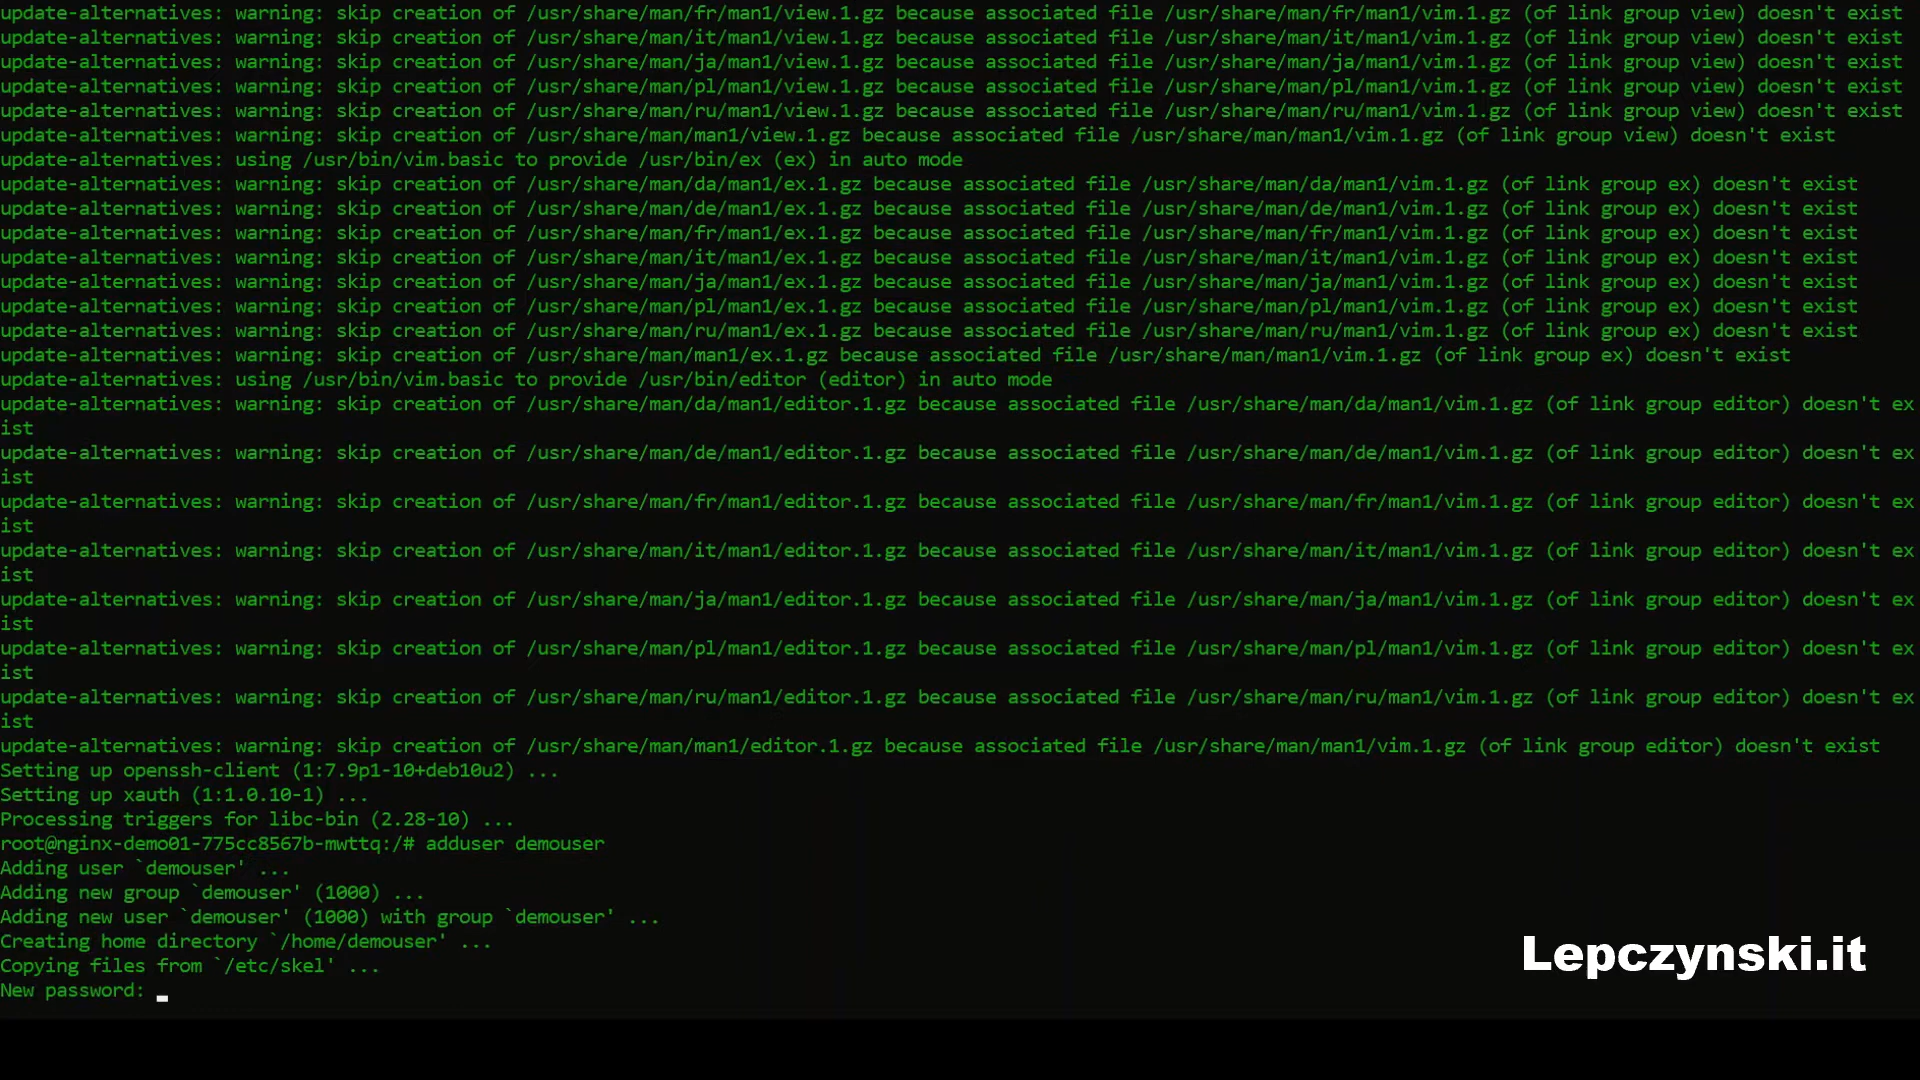 update-alternatives: warning: skip creation of /usr/share/man/fr/man1/view.1.gz because associated file /usr/share/man/fr/man1/vim.1.gz (of link group view) doesn't exist
update-alternatives: warning: skip creation of /usr/share/man/it/man1/view.1.gz because associated file /usr/share/man/it/man1/vim.1.gz (of link group view) doesn't exist
update-alternatives: warning: skip creation of /usr/share/man/ja/man1/view.1.gz because associated file /usr/share/man/ja/man1/vim.1.gz (of link group view) doesn't exist
update-alternatives: warning: skip creation of /usr/share/man/pl/man1/view.1.gz because associated file /usr/share/man/pl/man1/vim.1.gz (of link group view) doesn't exist
update-alternatives: warning: skip creation of /usr/share/man/ru/man1/view.1.gz because associated file /usr/share/man/ru/man1/vim.1.gz (of link group view) doesn't exist
update-alternatives: warning: skip creation of /usr/share/man/man1/view.1.gz because associated file /usr/share/man/man1/vim.1.gz (of link group view) doesn't exist
update-alternatives: using /usr/bin/vim.basic to provide /usr/bin/ex (ex) in auto mode
update-alternatives: warning: skip creation of /usr/share/man/da/man1/ex.1.gz because associated file /usr/share/man/da/man1/vim.1.gz (of link group ex) doesn't exist
update-alternatives: warning: skip creation of /usr/share/man/de/man1/ex.1.gz because associated file /usr/share/man/de/man1/vim.1.gz (of link group ex) doesn't exist
update-alternatives: warning: skip creation of /usr/share/man/fr/man1/ex.1.gz because associated file /usr/share/man/fr/man1/vim.1.gz (of link group ex) doesn't exist
update-alternatives: warning: skip creation of /usr/share/man/it/man1/ex.1.gz because associated file /usr/share/man/it/man1/vim.1.gz (of link group ex) doesn't exist
update-alternatives: warning: skip creation of /usr/share/man/ja/man1/ex.1.gz because associated file /usr/share/man/ja/man1/vim.1.gz (of link group ex) doesn't exist
update-alternatives: warning: skip creation of /usr/share/man/pl/man1/ex.1.gz because associated file /usr/share/man/pl/man1/vim.1.gz (of link group ex) doesn't exist
update-alternatives: warning: skip creation of /usr/share/man/ru/man1/ex.1.gz because associated file /usr/share/man/ru/man1/vim.1.gz (of link group ex) doesn't exist
update-alternatives: warning: skip creation of /usr/share/man/man1/ex.1.gz because associated file /usr/share/man/man1/vim.1.gz (of link group ex) doesn't exist
update-alternatives: using /usr/bin/vim.basic to provide /usr/bin/editor (editor) in auto mode
update-alternatives: warning: skip creation of /usr/share/man/da/man1/editor.1.gz because associated file /usr/share/man/da/man1/vim.1.gz (of link group editor) doesn't ex
ist
update-alternatives: warning: skip creation of /usr/share/man/de/man1/editor.1.gz because associated file /usr/share/man/de/man1/vim.1.gz (of link group editor) doesn't ex
ist
update-alternatives: warning: skip creation of /usr/share/man/fr/man1/editor.1.gz because associated file /usr/share/man/fr/man1/vim.1.gz (of link group editor) doesn't ex
ist
update-alternatives: warning: skip creation of /usr/share/man/it/man1/editor.1.gz because associated file /usr/share/man/it/man1/vim.1.gz (of link group editor) doesn't ex
ist
update-alternatives: warning: skip creation of /usr/share/man/ja/man1/editor.1.gz because associated file /usr/share/man/ja/man1/vim.1.gz (of link group editor) doesn't ex
ist
update-alternatives: warning: skip creation of /usr/share/man/pl/man1/editor.1.gz because associated file /usr/share/man/pl/man1/vim.1.gz (of link group editor) doesn't ex
ist
update-alternatives: warning: skip creation of /usr/share/man/ru/man1/editor.1.gz because associated file /usr/share/man/ru/man1/vim.1.gz (of link group editor) doesn't ex
ist
update-alternatives: warning: skip creation of /usr/share/man/man1/editor.1.gz because associated file /usr/share/man/man1/vim.1.gz (of link group editor) doesn't exist
Setting up openssh-client (1:7.9p1-10+deb10u2) ...
Setting up xauth (1:1.0.10-1) ...
Processing triggers for libc-bin (2.28-10) ...
root@nginx-demo01-775cc8567b-mwttq:/# adduser demouser
Adding user `demouser' ...
Adding new group `demouser' (1000) ...
Adding new user `demouser' (1000) with group `demouser' ...
Creating home directory `/home/demouser' ...
Copying files from `/etc/skel' ...
New password:
Lepczynski.it